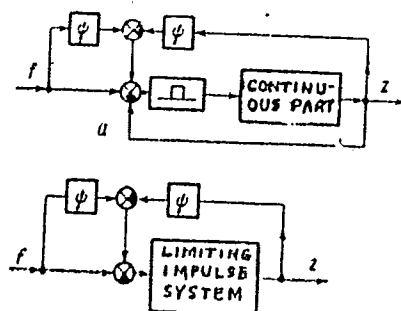 ψ ψ
f
CONTINU-
OUS PART
Z
a
ψ ψ
f
LIMITING
IMPULSE
SYSTEM
z